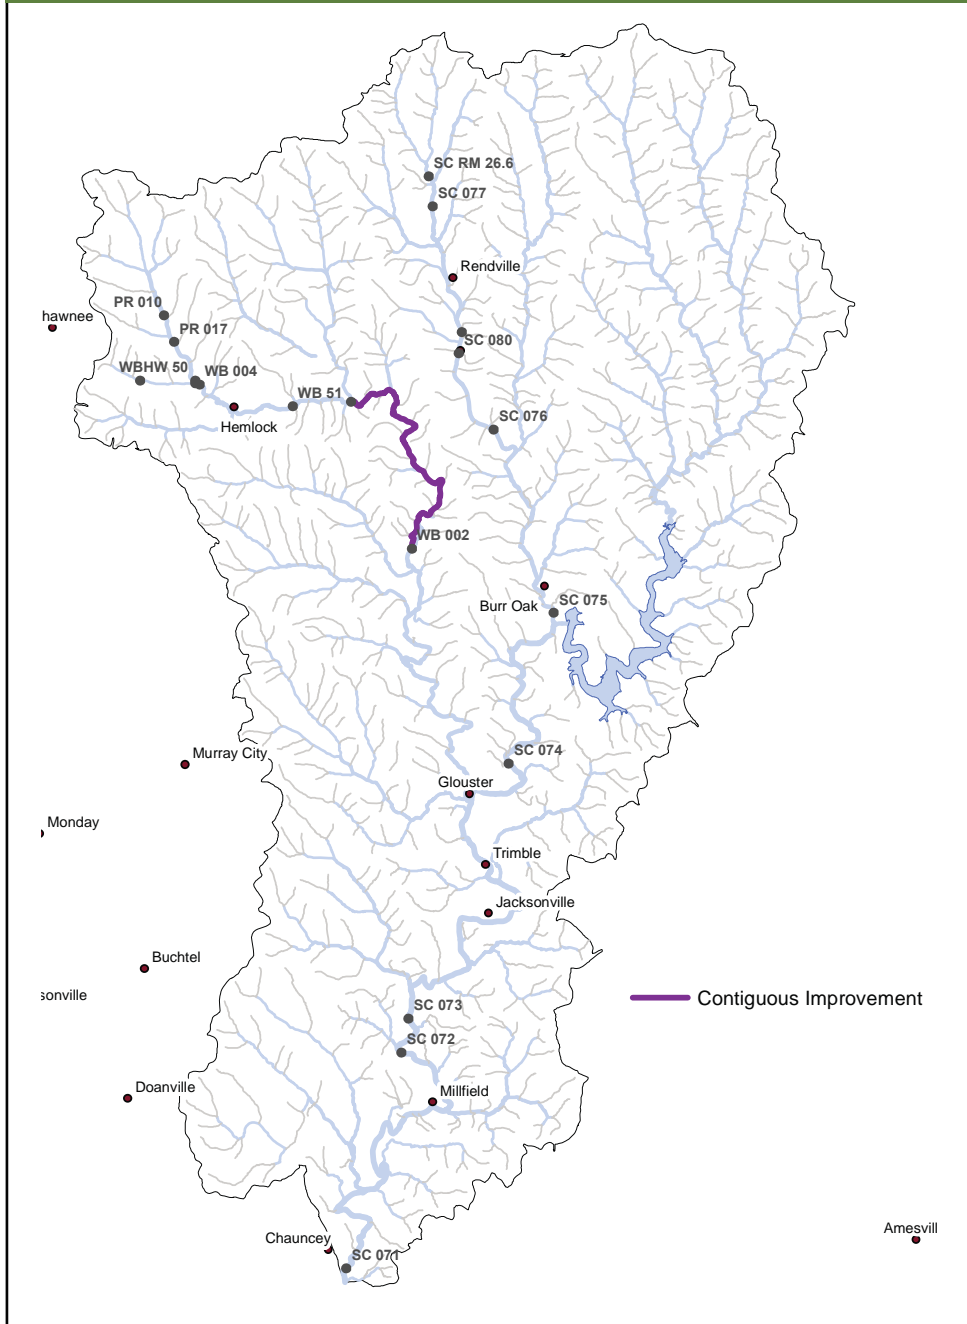 SC RM 26.6
SC 077
Rendville
PR 010
hawnee
PR 017
SC 080
WBHW 50
WB 004
WB 51
SC 076
Hemlock
WB 002
SC 075
Burr Oak
SC 074
Murray City
Glouster
Monday
Trimble
Jacksonville
Buchtel
sonville
Contiguous Improvement
SC 073
SC 072
Doanville
Millfield
Amesvill
Chauncey
SC 071